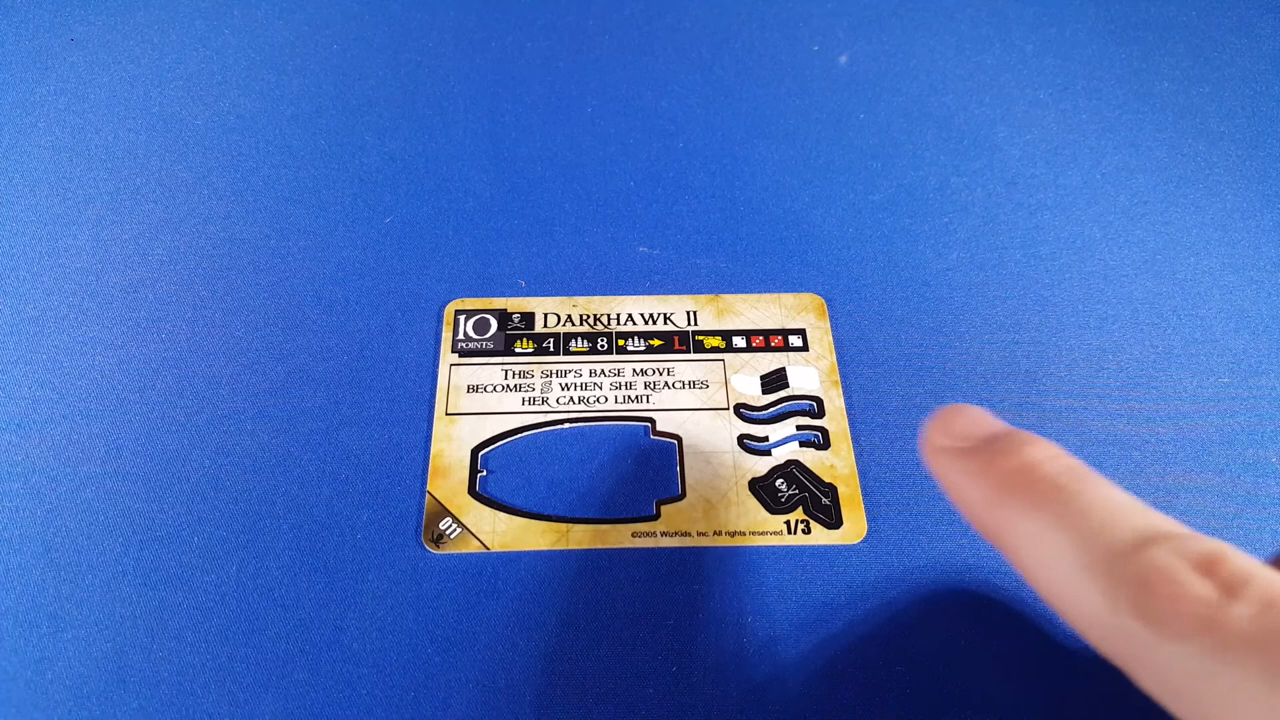 10
POINTS
DARKHAWK II
4 8 L
THIS SHIP'S BASE MOVE
BECOMES S WHEN SHE REACHES
HER CARGO LIMIT.
011
©2005 WizKids, Inc. All rights reserved. 1/3